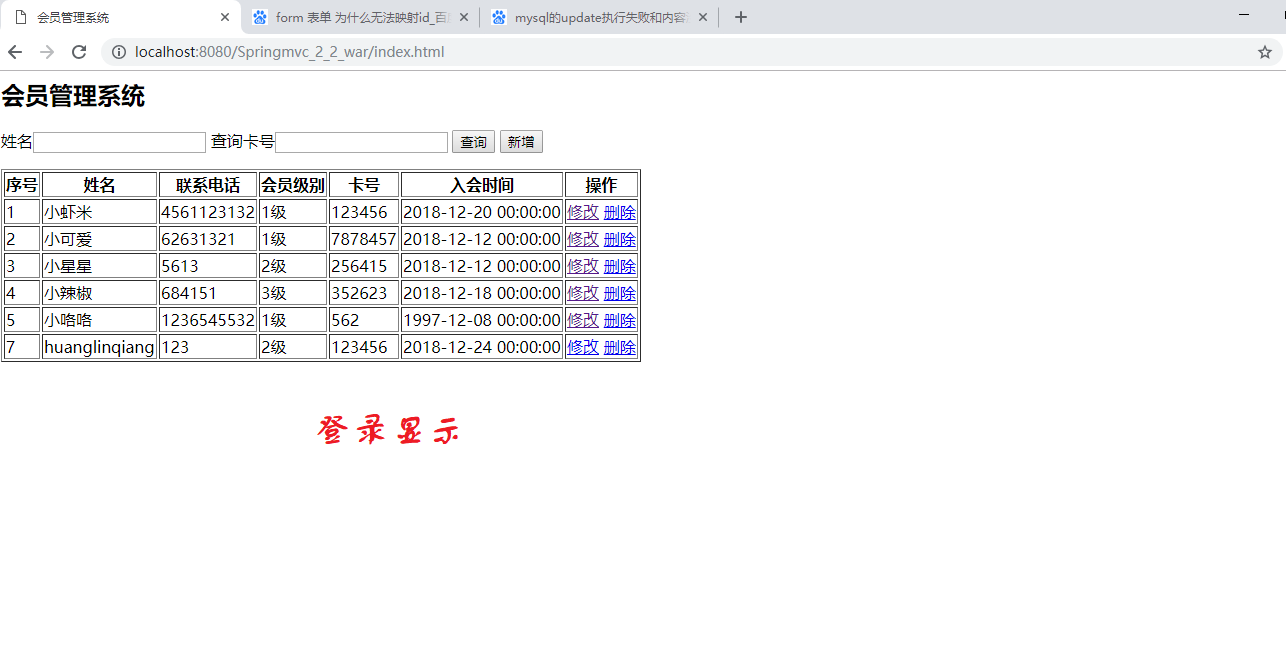 会员管理系统 form 表单 为什么无法映射id_百 mysql的update执行失败和内容
localhost:8080/Springmvc_2_2_war/index.html
会员管理系统
姓名 查询卡号 查询 新增
序号 姓名 联系电话 会员级别 卡号 入会时间 操作
1 小虾米 4561123132 1级 123456 2018-12-20 00:00:00 修改 删除
2 小可爱 62631321 1级 7878457 2018-12-12 00:00:00 修改 删除
3 小星星 5613 2级 256415 2018-12-12 00:00:00 修改 删除
4 小辣椒 684151 3级 352623 2018-12-18 00:00:00 修改 删除
5 小咯咯 1236545532 1级 562 1997-12-08 00:00:00 修改 删除
7 huanglinqiang 123 2级 123456 2018-12-24 00:00:00 修改 删除
登录显示